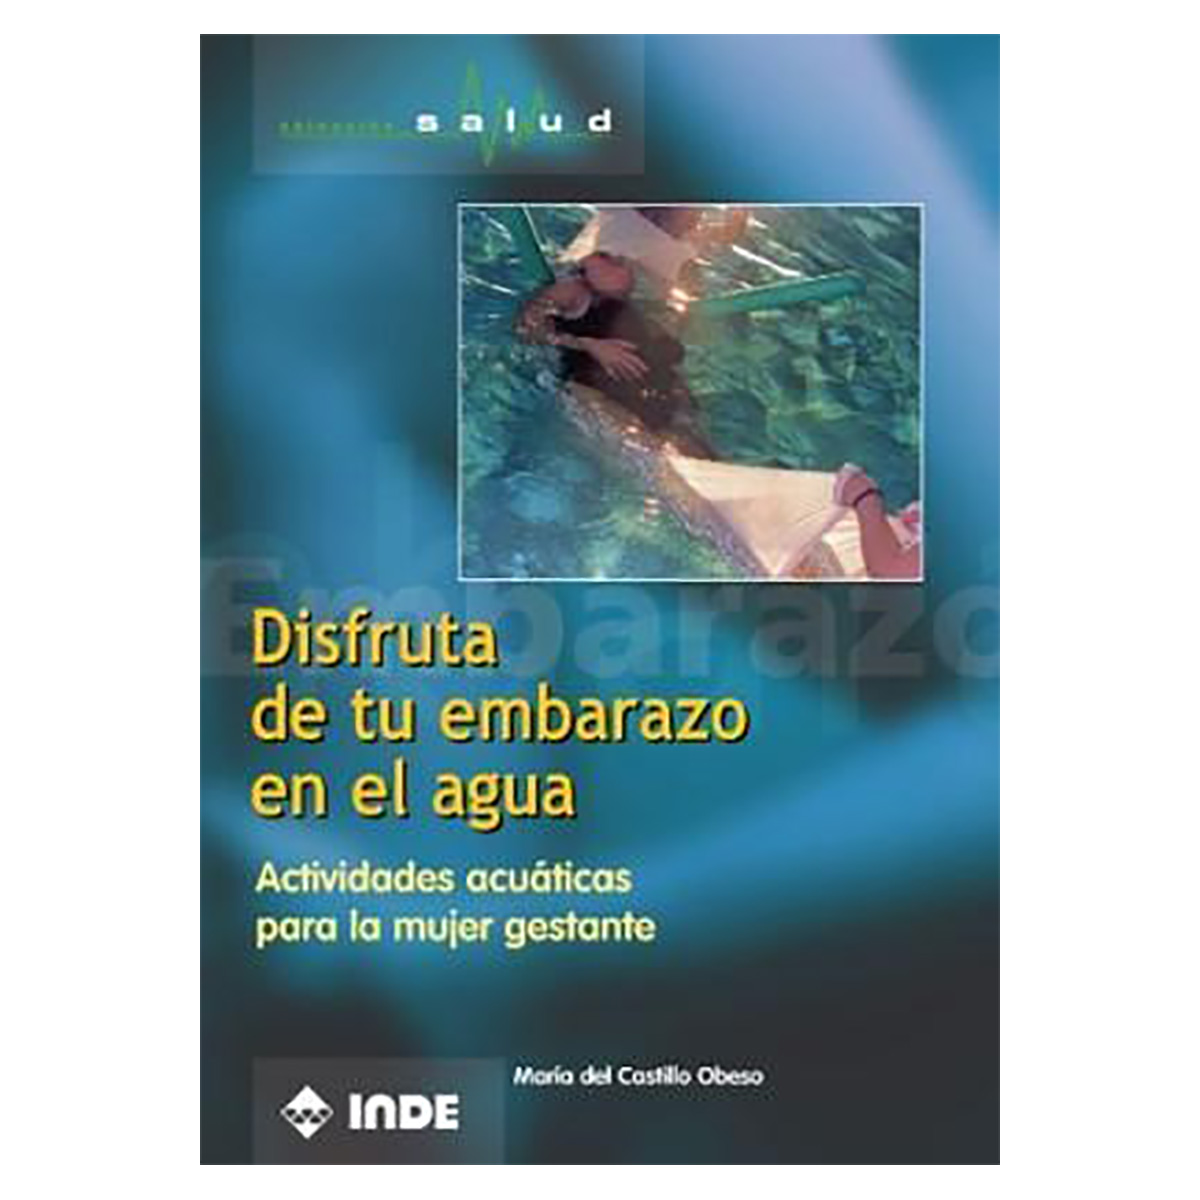 colección salud
Embarazo
Disfruta
de tu embarazo
en el agua
Actividades acuáticas
para la mujer gestante
María del Castillo Obeso
INDE